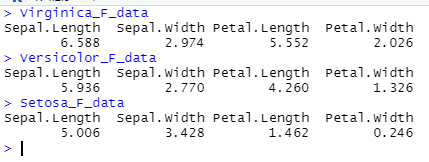 > Virginica_F_data
Sepal.Length Sepal.Width Petal.Length Petal.Width
6.588 2.974 5.552 2.026
> Versicolor_F_data
Sepal.Length Sepal.Width Petal.Length Petal.Width
5.936 2.770 4.260 1.326
> Setosa_F_data
Sepal.Length Sepal.Width Petal.Length Petal.Width
5.006 3.428 1.462 0.246
>